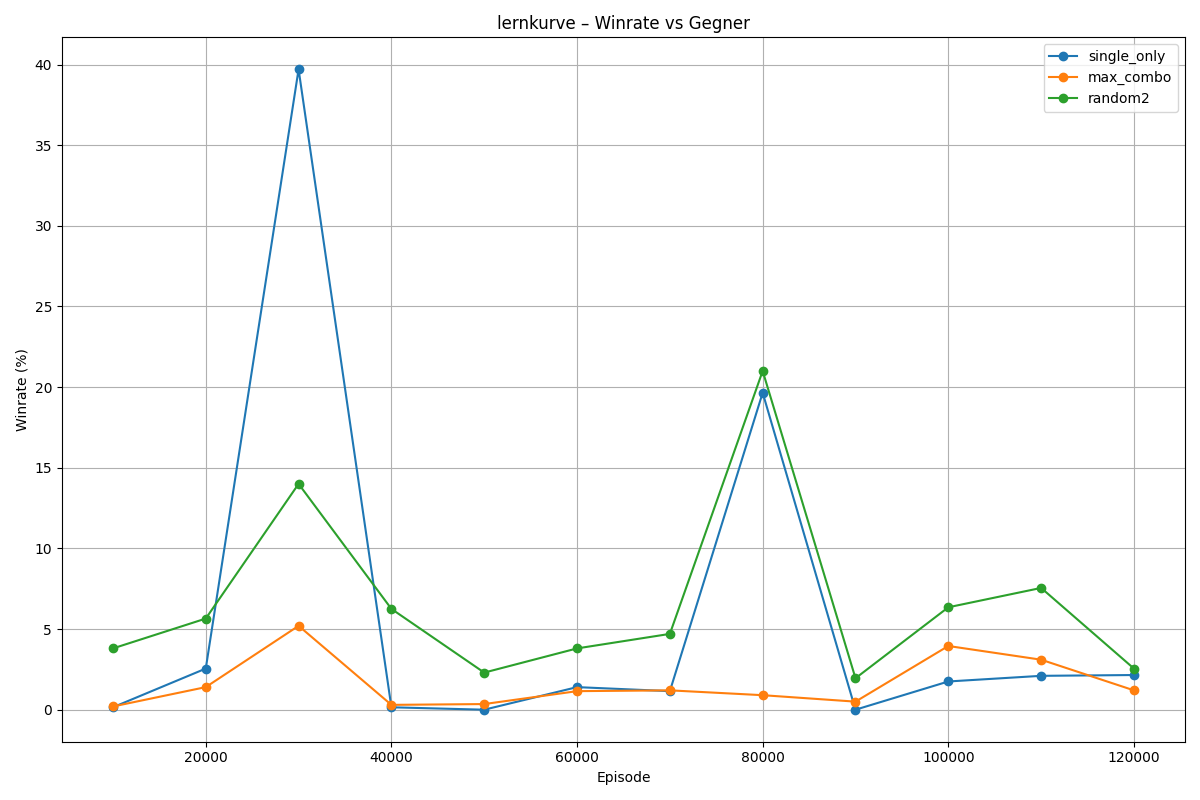 lernkurve – Winrate vs Gegner
single_only
max_combo
random2
Winrate (%)
40
35
30
25
20
15
10
5
0
20000 40000 60000 80000 100000 120000
Episode